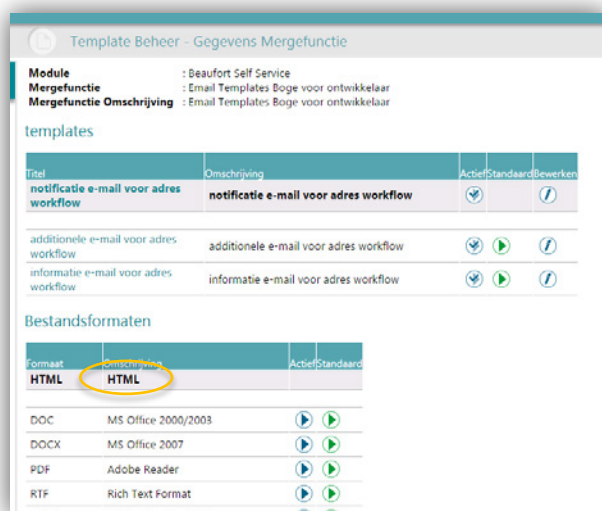 Template Beheer - Gegevens Mergefunctie
Module : Beaufort Self Service
Mergefunctie : Email Templates Boge voor ontwikkelaar
Mergefunctie Omschrijving : Email Templates Boge voor ontwikkelaar
templates
Titel Omschrijving Actief Standaard Bewerken
notificatie e-mail voor adres workflow notificatie e-mail voor adres workflow
additionele e-mail voor adres workflow additionele e-mail voor adres workflow
informatie e-mail voor adres workflow informatie e-mail voor adres workflow
Bestandsformaten
Formaat Omschrijving Actief Standaard
HTML HTML
DOC MS Office 2000/2003
DOCX MS Office 2007
PDF Adobe Reader
RTF Rich Text Format